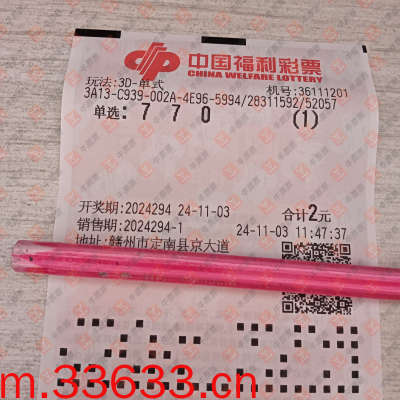 中国福利彩票
CHINA WELFARE LOTTERY
玩法:3D-单式 机号:36111201
3A13-C939-002A-4E96-5994/28311592/52057
单选: 7 7 0 (1)
开奖期:2024294 24-11-03 合计2元
销售期:2024294-1 24-11-03 11:47:37
地址:赣州市定南县京大道
m.33633.cn